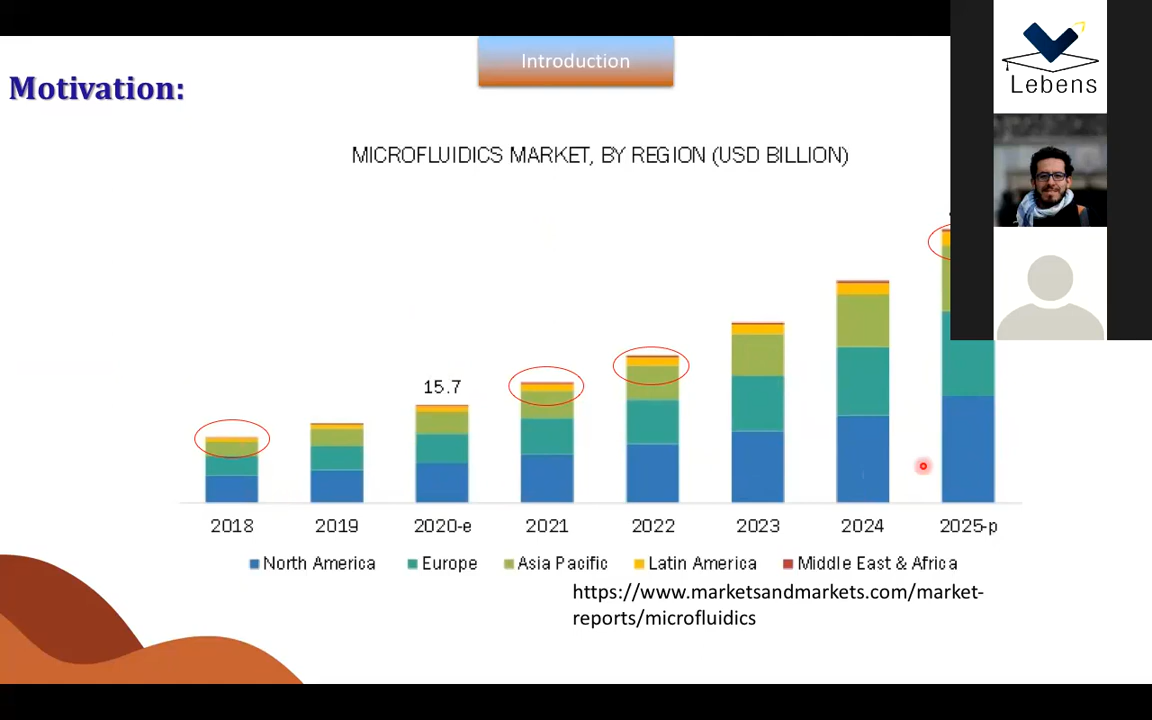 Introduction
Motivation:
Lebens
MICROFLUIDICS MARKET, BY REGION (USD BILLION)
15.7
2018 2019 2020-e 2021 2022 2023 2024 2025-p
North America Europe Asia Pacific Latin America Middle East & Africa
https://www.marketsandmarkets.com/market-
reports/microfluidics